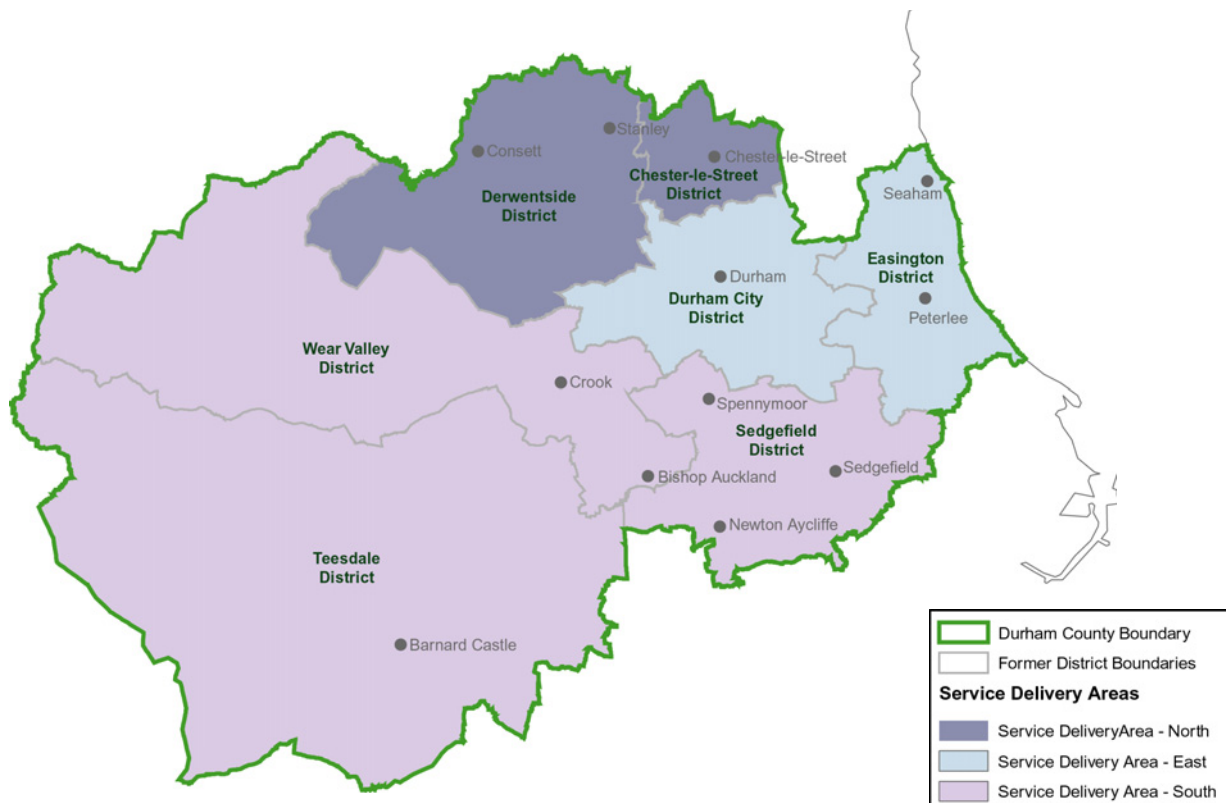 Stanley
Consett
Chester-le-Street
Chester-le-Street
District
Derwentside
District
Seaham
Easington
District
Durham
Durham City
District
Peterlee
Wear Valley
District
Crook
Spennymoor
Sedgefield
District
Sedgefield
Bishop Auckland
Newton Aycliffe
Teesdale
District
Barnard Castle
Durham County Boundary
Former District Boundaries
Service Delivery Areas
Service DeliveryArea - North
Service Delivery Area - East
Service Delivery Area - South